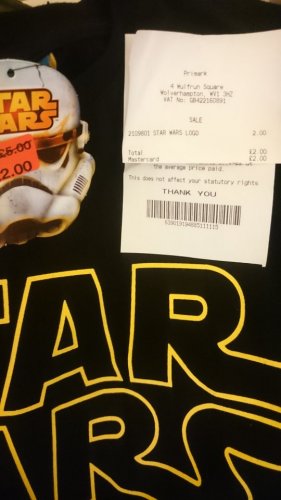 STAR
WARS
£5.00
£2.00
Primark
4 Wulfrun Square
Wolverhampton, WV1 3HZ
VAT No: GB422160891
SALE
2109801 STAR WARS LOGO 2.00
Total £2.00
Mastercard £2.00
the average price paid.
This does not affect your statutory rights
THANK YOU
STAR
WARS